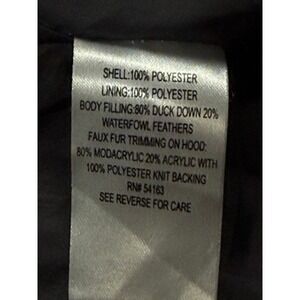 SHELL:100% POLYESTER
LINING:100% POLYESTER
BODY FILLING:80% DUCK DOWN 20%
WATERFOWL FEATHERS
FAUX FUR TRIMMING ON HOOD:
80% MODACRYLIC 20% ACRYLIC WITH
100% POLYESTER KNIT BACKING
RN# 54163
SEE REVERSE FOR CARE